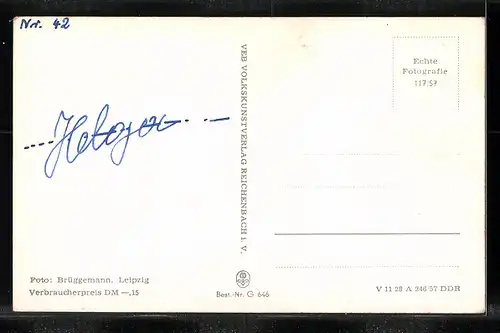 Nr. 42
VEB VOLKSKUNSTVERLAG REICHENBACH i. V.
Echte
Fotografie
117/57
Foto: Brüggemann, Leipzig
Verbraucherpreis DM —,15
Best.-Nr. G 646
V 11 28 A 246/57 DDR